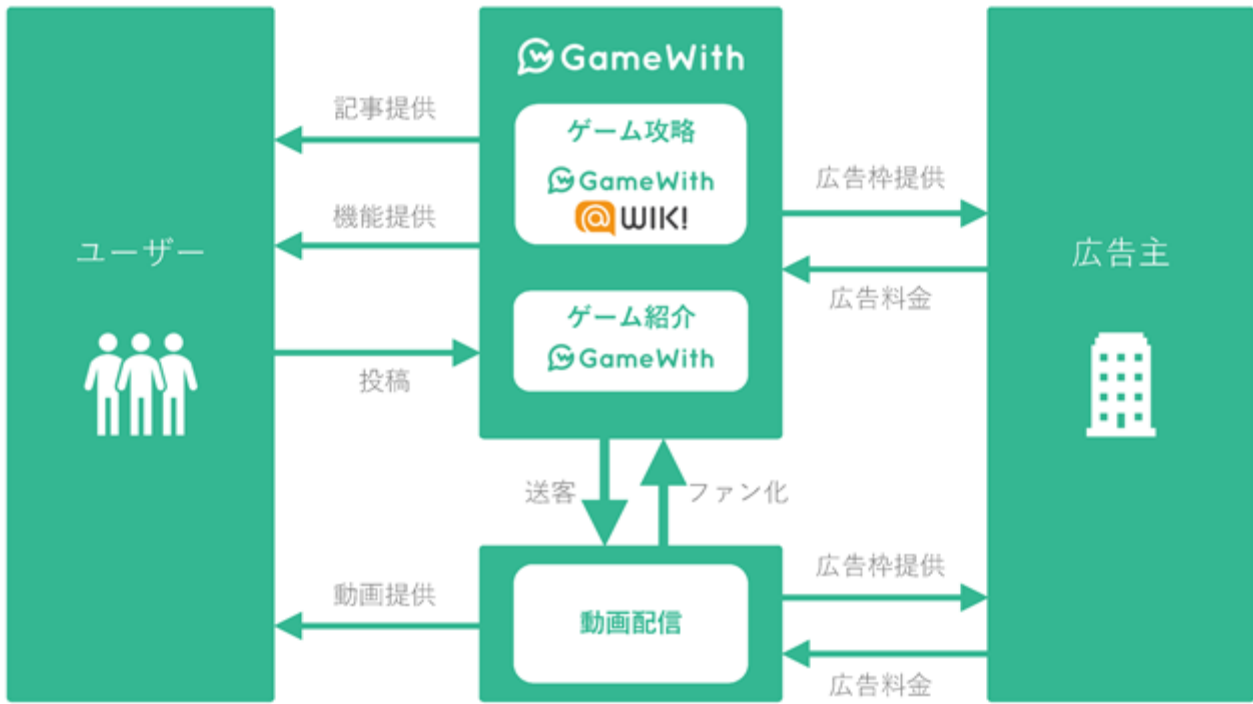 ユーザー
記事提供
機能提供
投稿
動画提供
GameWith
ゲーム攻略
GameWith
@WIKI
ゲーム紹介
GameWith
送客
ファン化
動画配信
広告枠提供
広告料金
広告枠提供
広告料金
広告主